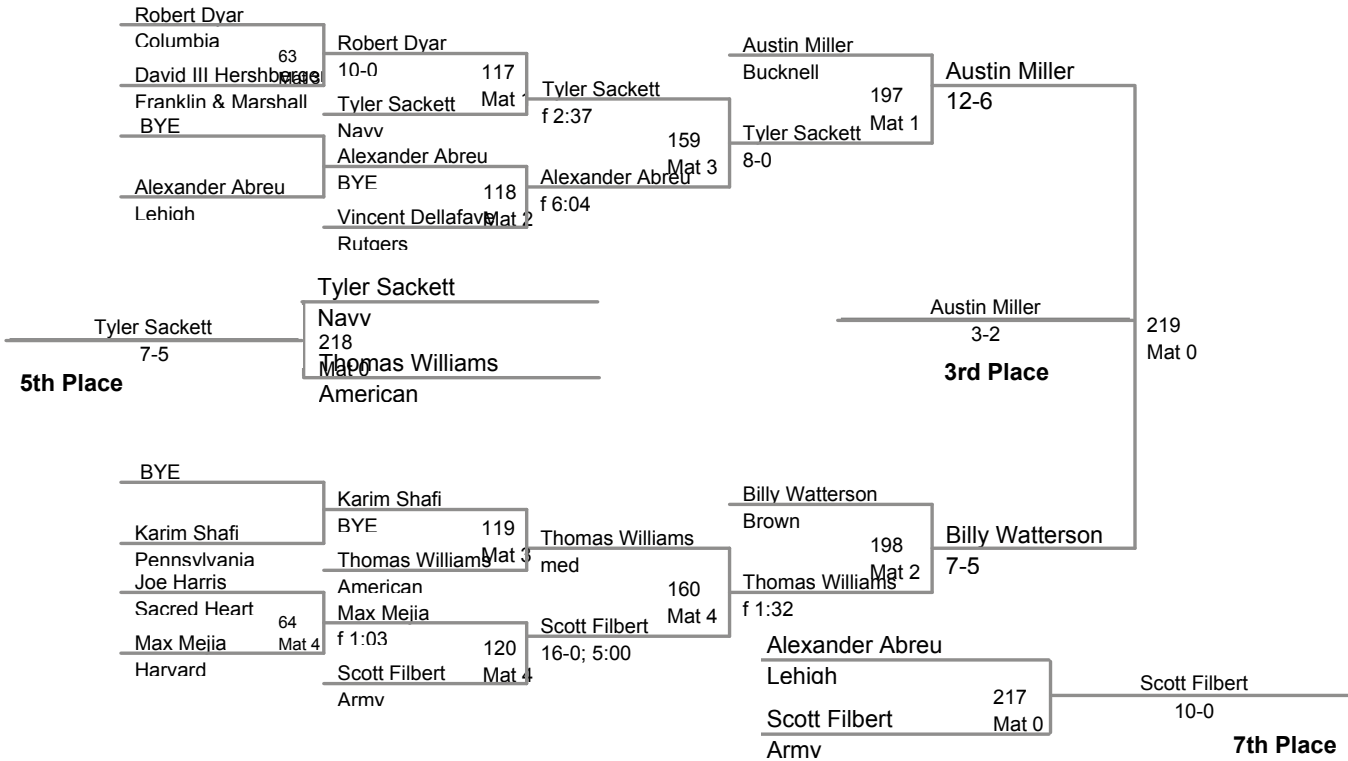 Robert Dyar
Columbia
63
Mat 3
David III Hershberger
Franklin & Marshall
BYE
Alexander Abreu
Lehigh
Robert Dyar
10-0
117
Mat 1
Tyler Sackett
Navy
Alexander Abreu
BYE
118
Mat 2
Vincent Dellafave
Rutgers
Tyler Sackett
f 2:37
159
Mat 3
Alexander Abreu
f 6:04
Austin Miller
Bucknell
197
Mat 1
Tyler Sackett
8-0
Austin Miller
12-6
Tyler Sackett
7-5
5th Place
Tyler Sackett
Navy
218
Mat 0
Thomas Williams
American
Austin Miller
3-2
3rd Place
219
Mat 0
BYE
Karim Shafi
Pennsylvania
Joe Harris
Sacred Heart
64
Mat 4
Max Mejia
Harvard
Karim Shafi
BYE
119
Mat 3
Thomas Williams
American
Max Mejia
f 1:03
120
Mat 4
Scott Filbert
Army
Thomas Williams
med
160
Mat 4
Scott Filbert
16-0; 5:00
Billy Watterson
Brown
198
Mat 2
Thomas Williams
f 1:32
Billy Watterson
7-5
Alexander Abreu
Lehigh
217
Mat 0
Scott Filbert
Army
Scott Filbert
10-0
7th Place